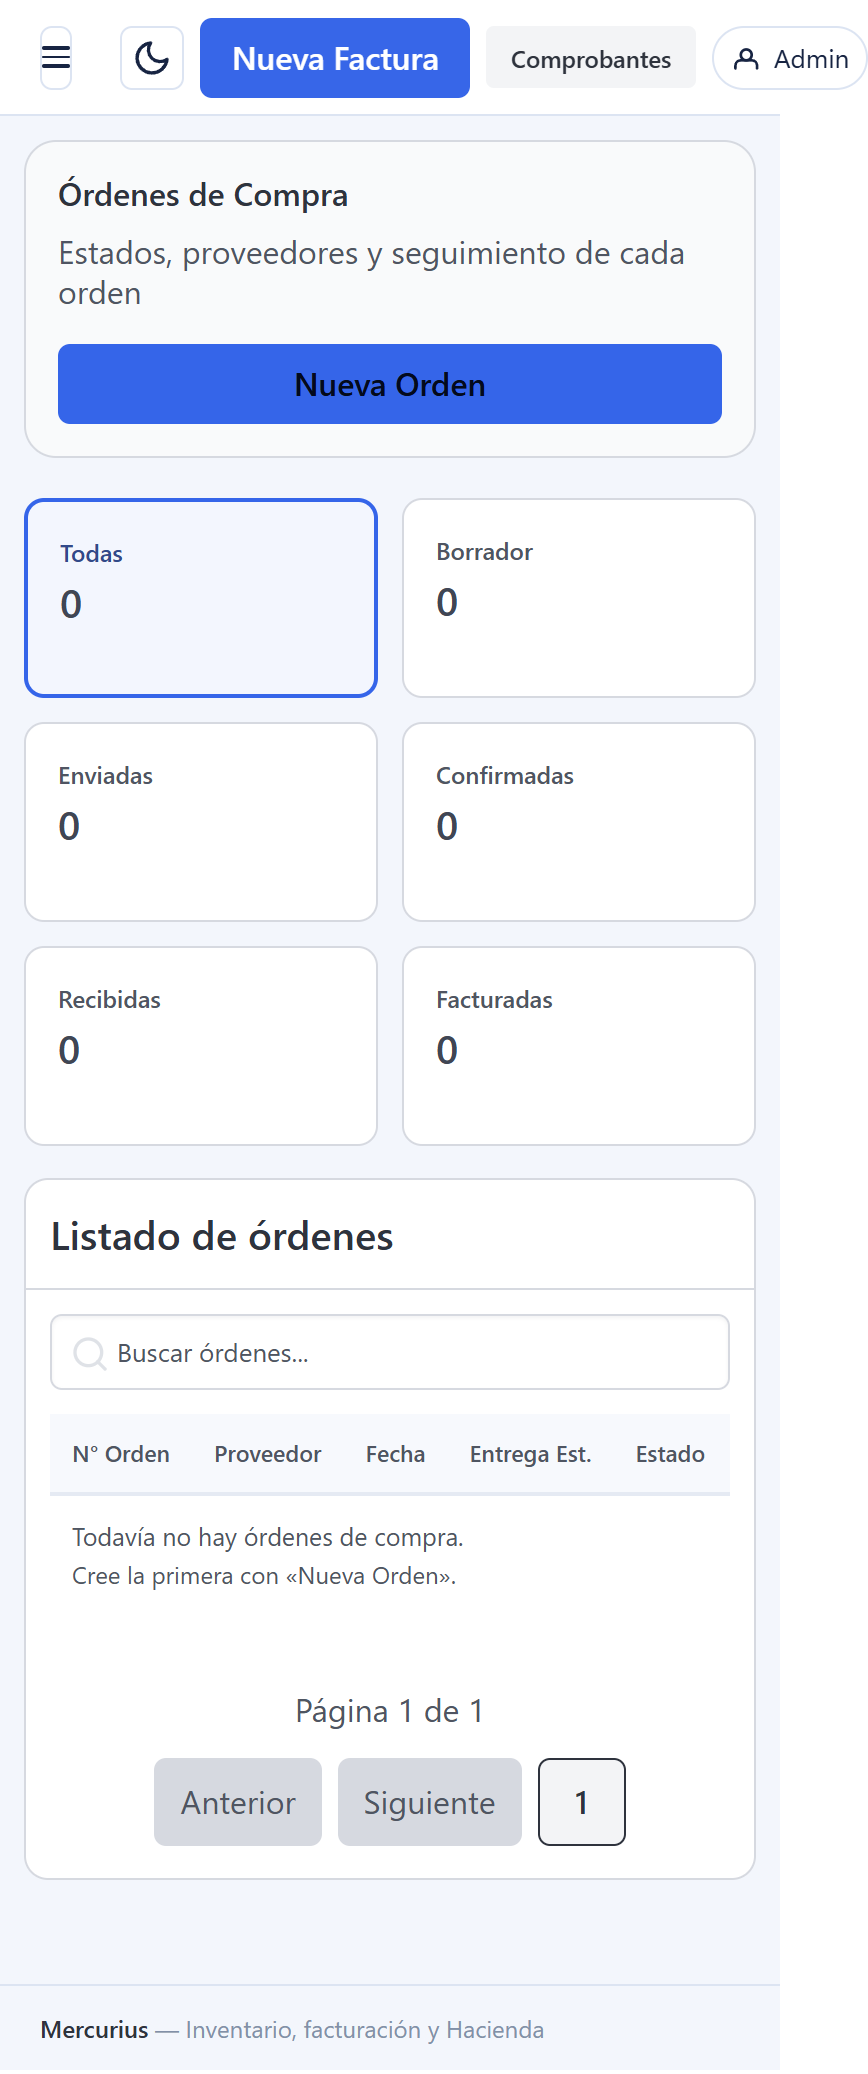 Nueva Factura
Comprobantes
Admin
Órdenes de Compra
Estados, proveedores y seguimiento de cada
orden
Nueva Orden
Todas
0
Borrador
0
Enviadas
0
Confirmadas
0
Recibidas
0
Facturadas
0
Listado de órdenes
Buscar órdenes...
N° Orden Proveedor Fecha Entrega Est. Estado
Todavía no hay órdenes de compra.
Cree la primera con «Nueva Orden».
Página 1 de 1
Anterior Siguiente 1
Mercurius — Inventario, facturación y Hacienda